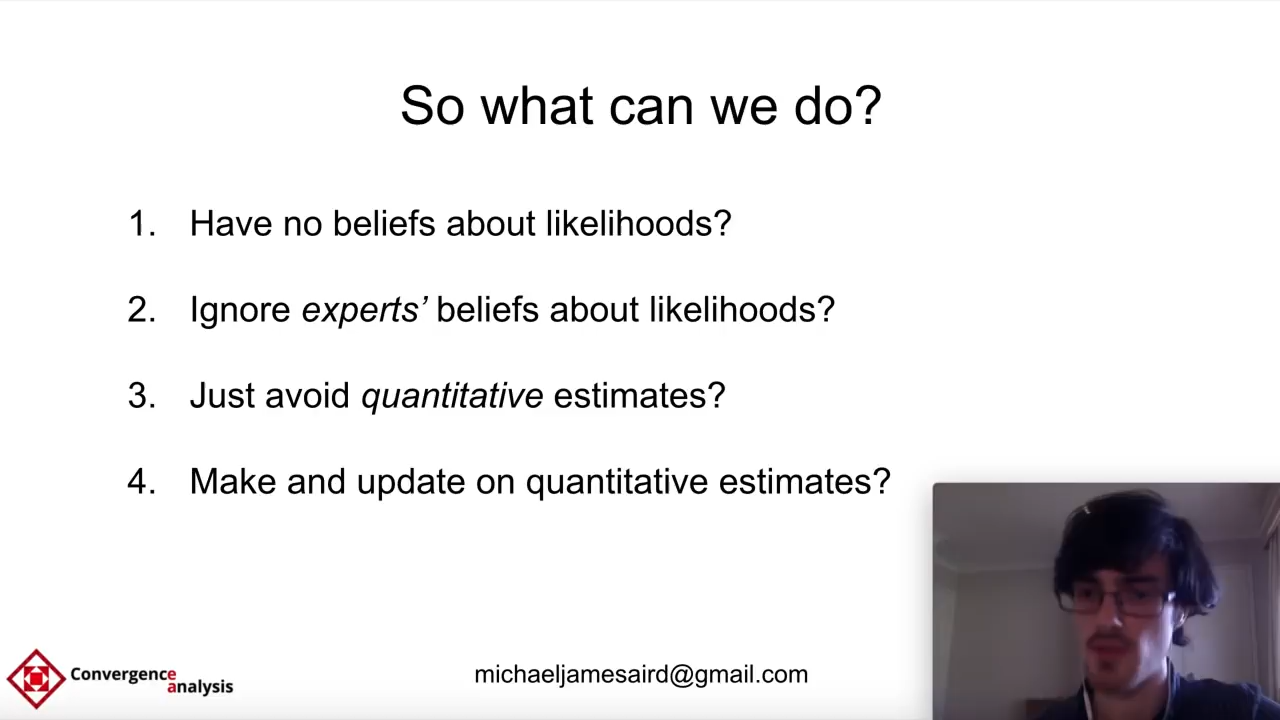 So what can we do?
1. Have no beliefs about likelihoods?
2. Ignore experts’ beliefs about likelihoods?
3. Just avoid quantitative estimates?
4. Make and update on quantitative estimates?
Convergence
analysis
michaeljamesaird@gmail.com